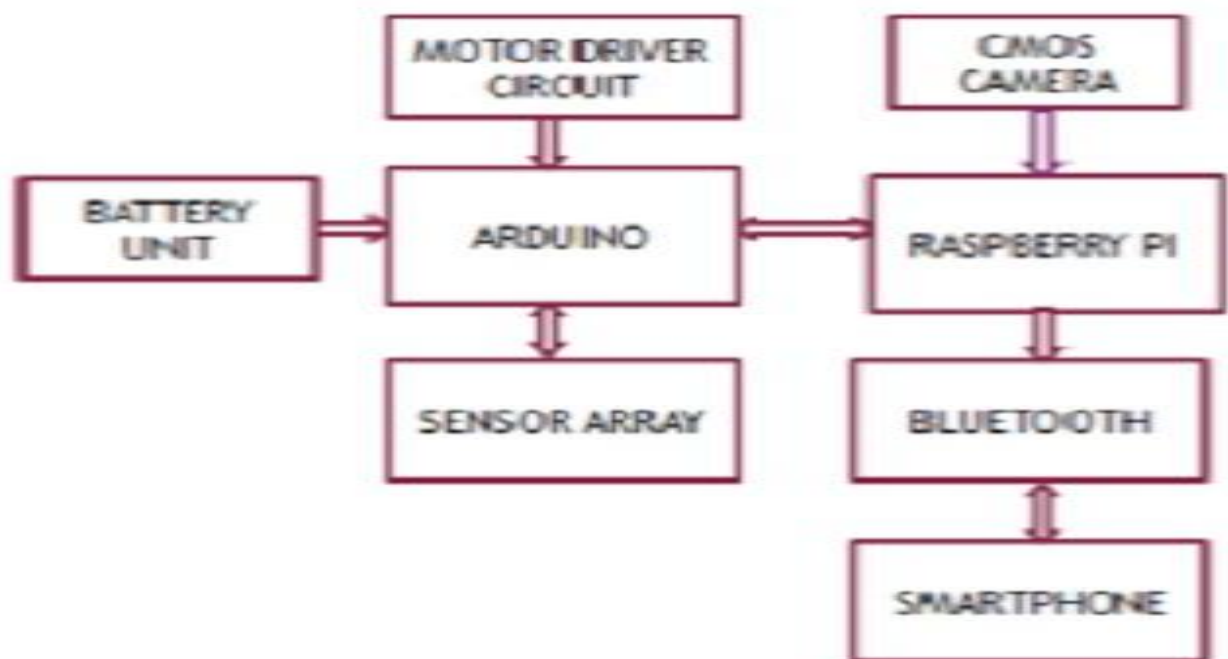 MOTOR DRIVER
CIRCUIT
CMOS
CAMERA
BATTERY
UNIT
ARDUINO
RASPBERRY PI
SENSOR ARRAY
BLUETOOTH
SMARTPHONE